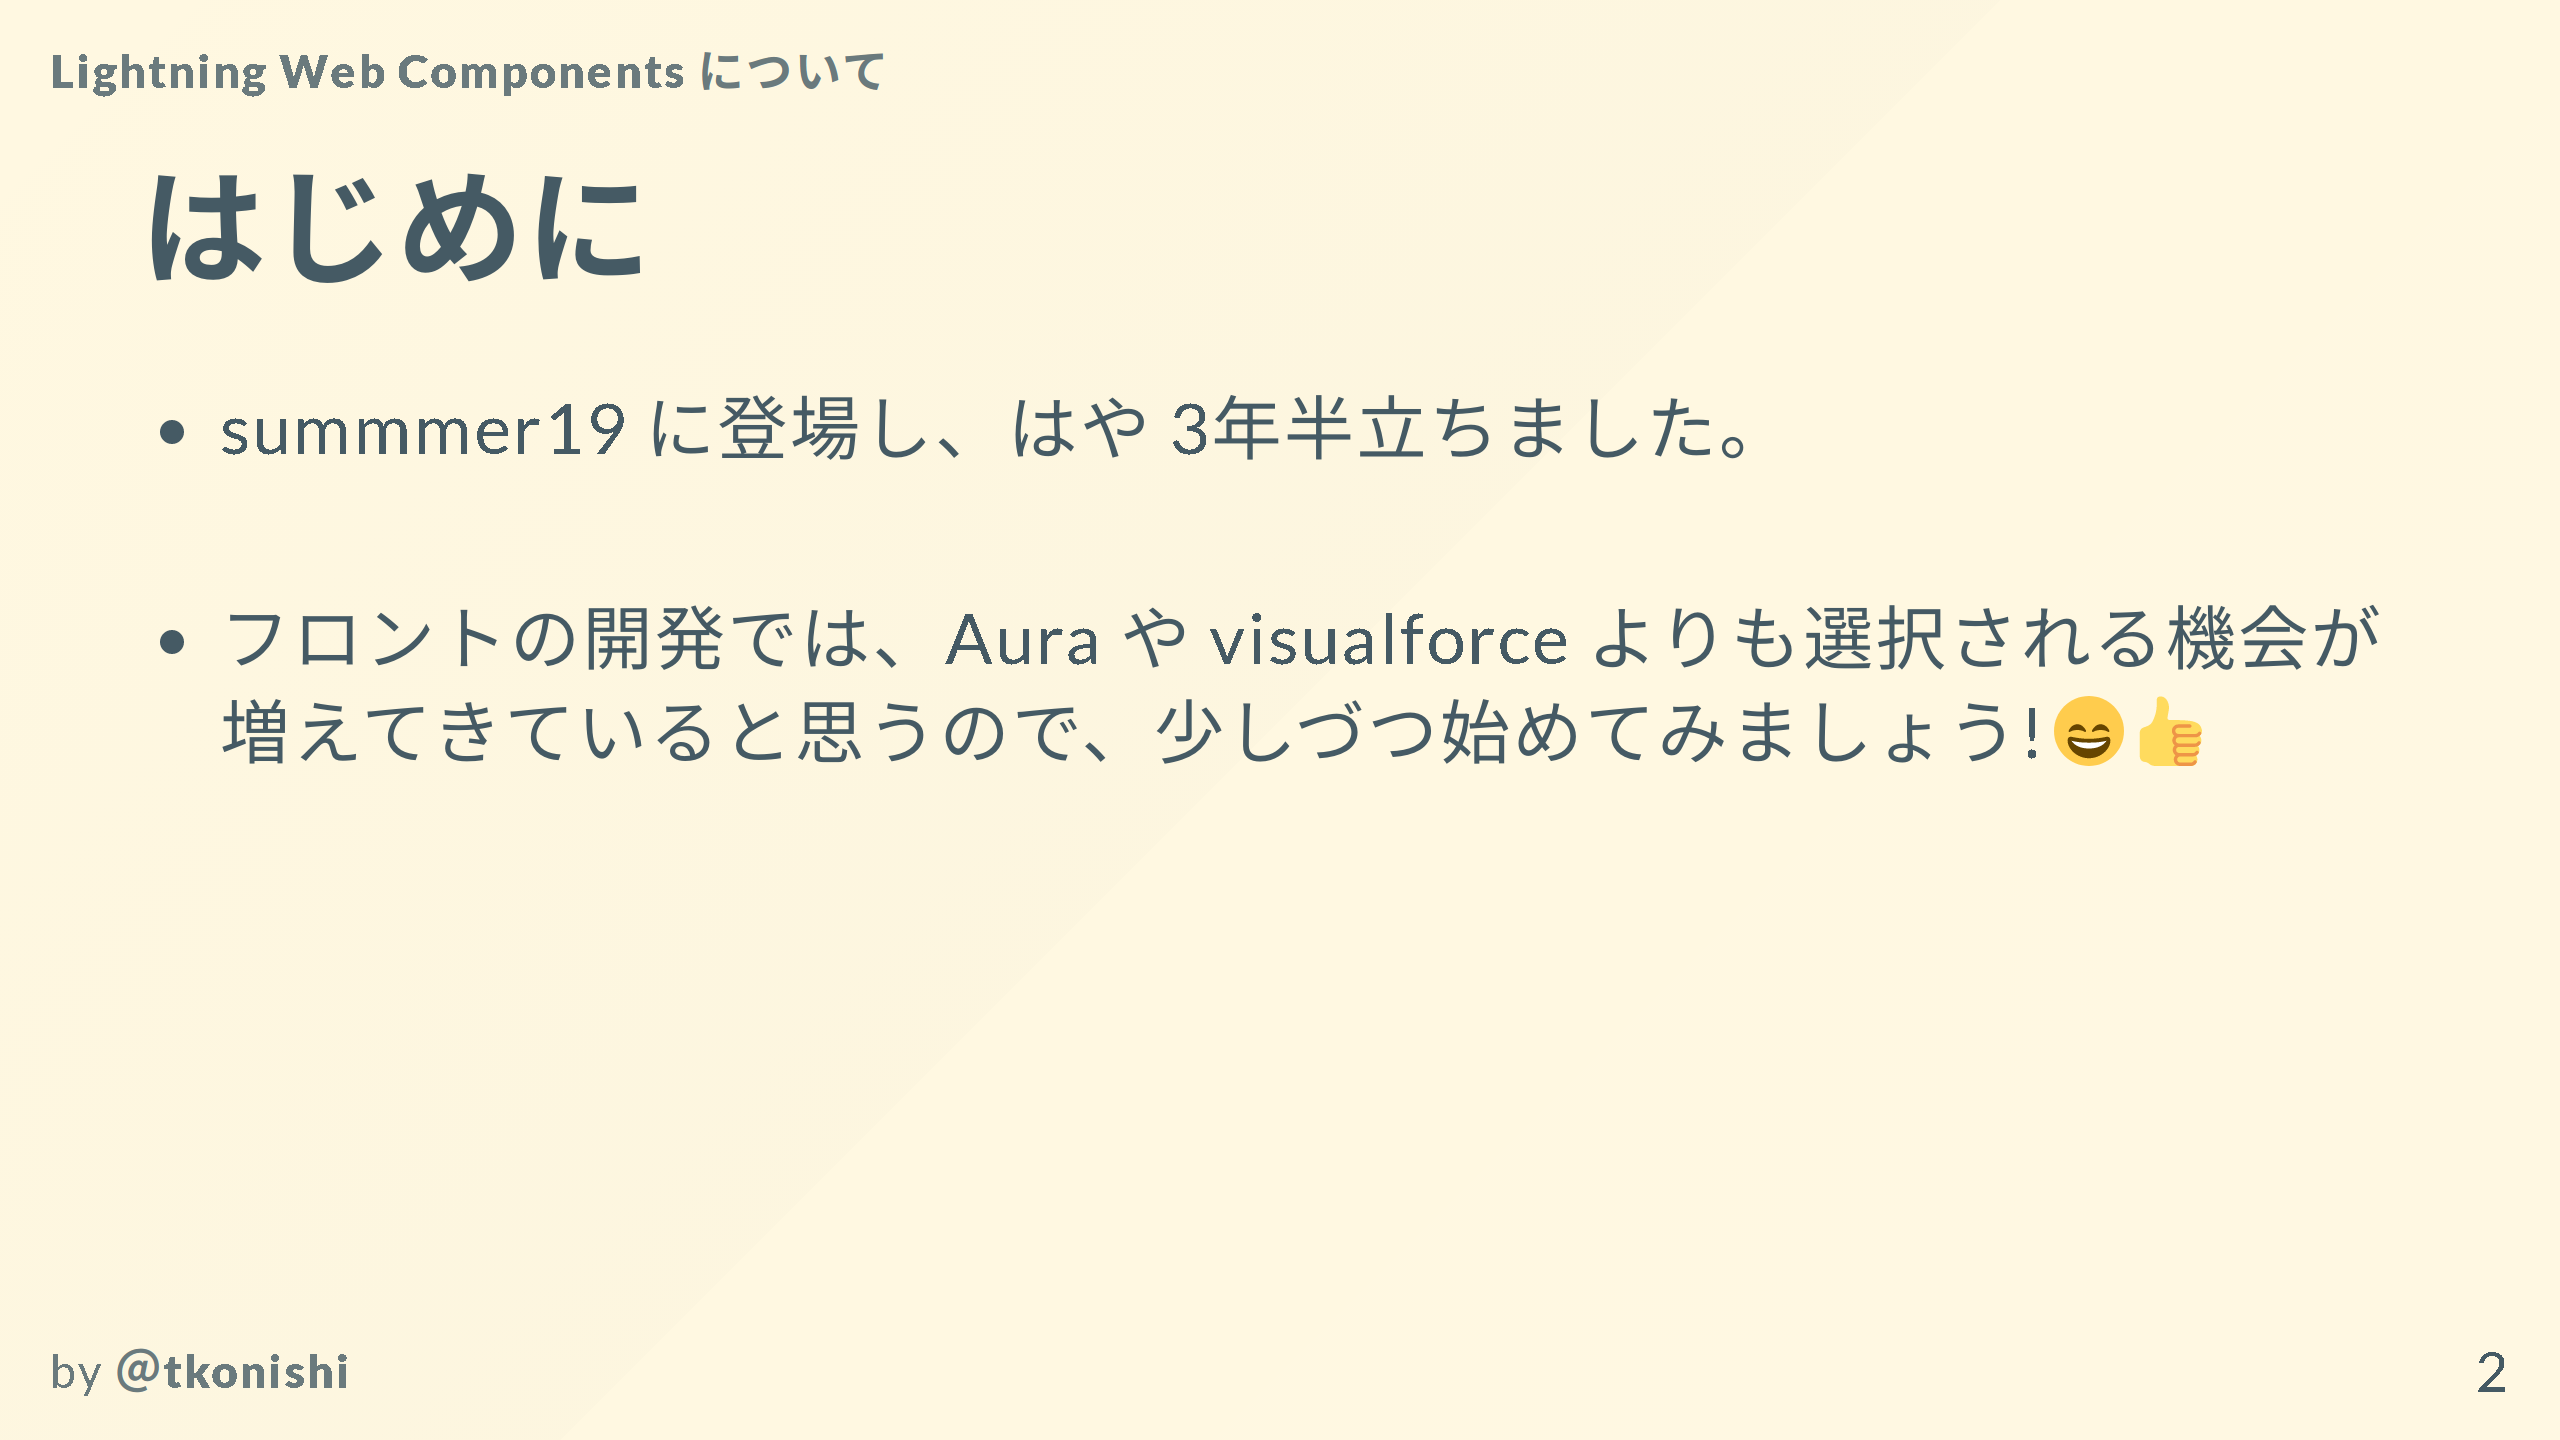 Lightning Web Components について
はじめに
• summmer19 に登場し、はや 3年半立ちました。
• フロントの開発では、Aura や visualforce よりも選択される機会が
増えてきていると思うので、少しづつ始めてみましょう!😄👍
by @tkonishi
2